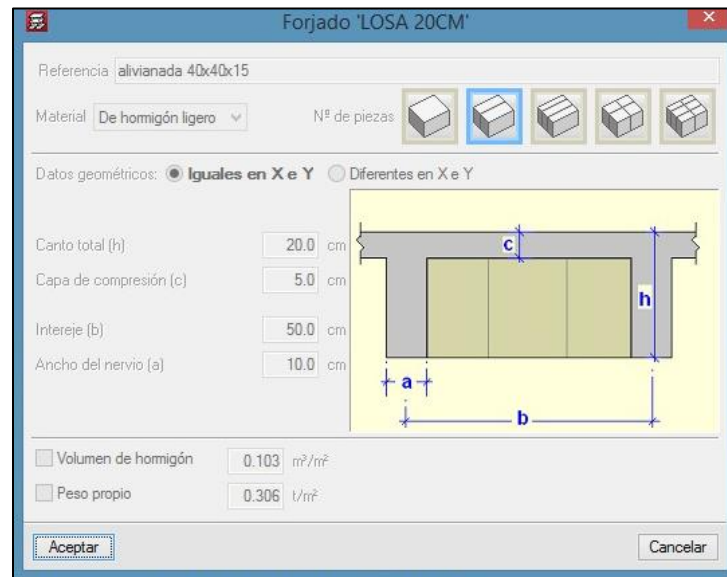 Forjado 'LOSA 20CM'
Referencia alivianada 40x40x15
Material De hormigón ligero Nº de piezas
Datos geométricos: Iguales en X e Y Diferentes en X e Y
Canto total (h) 20.0 cm
Capa de compresión (c) 5.0 cm
Intereje (b) 50.0 cm
Ancho del nervio (a) 10.0 cm
c
h
a
b
Volumen de hormigón 0.103 m³/m²
Peso propio 0.306 t/m²
Aceptar Cancelar